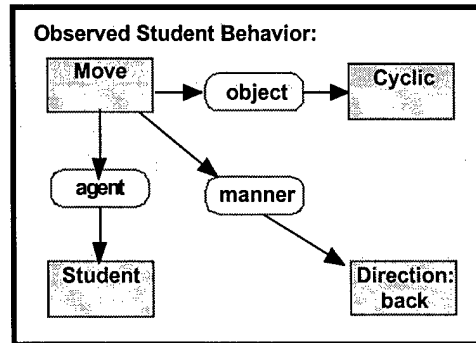 Observed Student Behavior:
Move
object
Cyclic
agent
manner
Student
Direction:
back